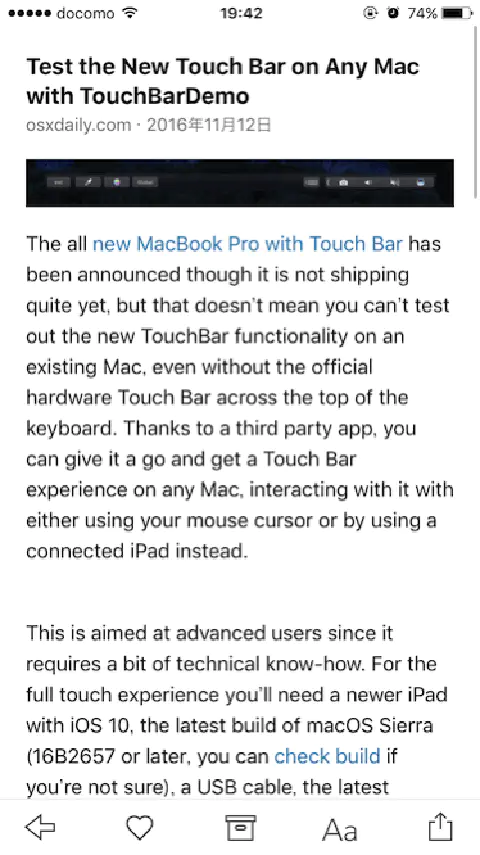 docomo 19:42 74%
Test the New Touch Bar on Any Mac
with TouchBarDemo
osxdaily.com · 2016年11月12日
esc
The all new MacBook Pro with Touch Bar has
been announced though it is not shipping
quite yet, but that doesn't mean you can't test
out the new TouchBar functionality on an
existing Mac, even without the official
hardware Touch Bar across the top of the
keyboard. Thanks to a third party app, you
can give it a go and get a Touch Bar
experience on any Mac, interacting with it with
either using your mouse cursor or by using a
connected iPad instead.
This is aimed at advanced users since it
requires a bit of technical know-how. For the
full touch experience you'll need a newer iPad
with iOS 10, the latest build of macOS Sierra
(16B2657 or later, you can check build if
you're not sure), a USB cable, the latest
Aa